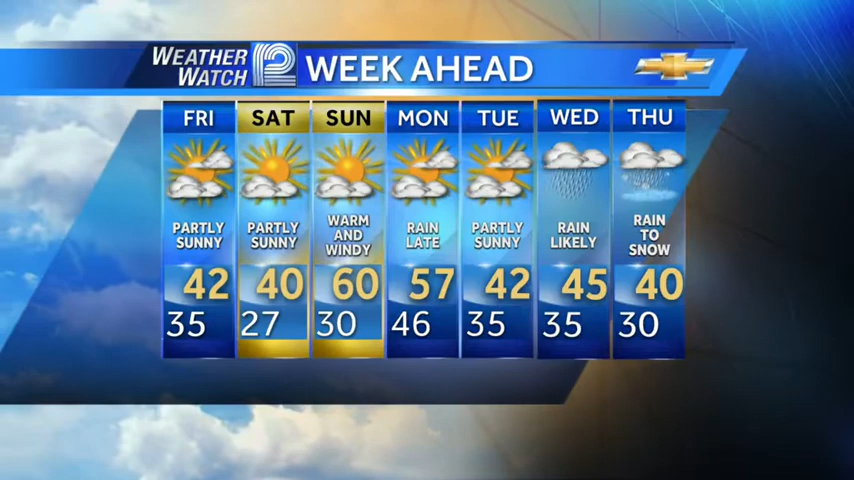 WEATHER
WATCH 12
WEEK AHEAD
FRI SAT SUN MON TUE WED THU
PARTLY
SUNNY
PARTLY
SUNNY
WARM
AND
WINDY
RAIN
LATE
PARTLY
SUNNY
RAIN
LIKELY
RAIN
TO
SNOW
42 40 60 57 42 45 40
35 27 30 46 35 35 30